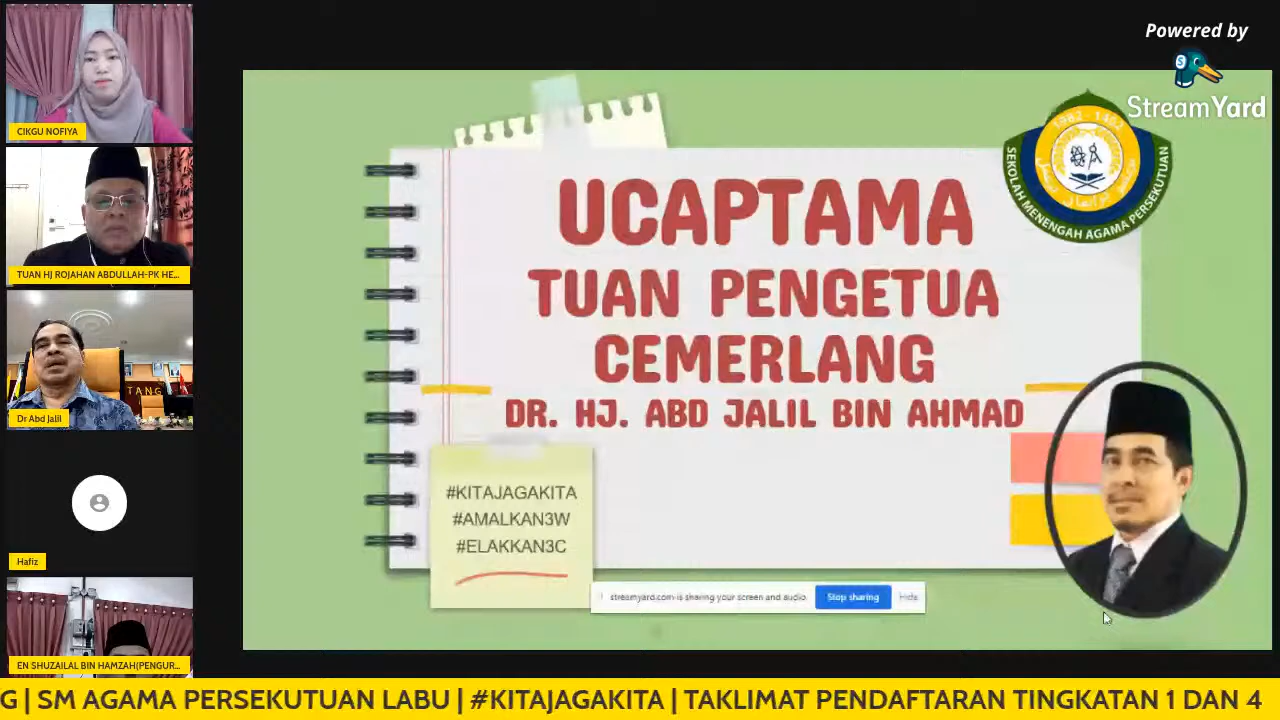 CIKGU NOFIYA
TUAN HJ ROJAHAN ABDULLAH-PK HE...
TANG
Dr Abd Jalil
Hafiz
EN SHUZAILAL BIN HAMZAH(PENGUR...
Powered by
StreamYard
1982 - 1402
SEKOLAH MENENGAH AGAMA PERSEKUTUAN
UCAPTAMA
TUAN PENGETUA
CEMERLANG
DR. HJ. ABD JALIL BIN AHMAD
#KITAJAGAKITA
#AMALKAN3W
#ELAKKAN3C
streamyard.com is sharing your screen and audio.
Stop sharing
Hide
G | SM AGAMA PERSEKUTUAN LABU | #KITAJAGAKITA | TAKLIMAT PENDAFTARAN TINGKATAN 1 DAN 4